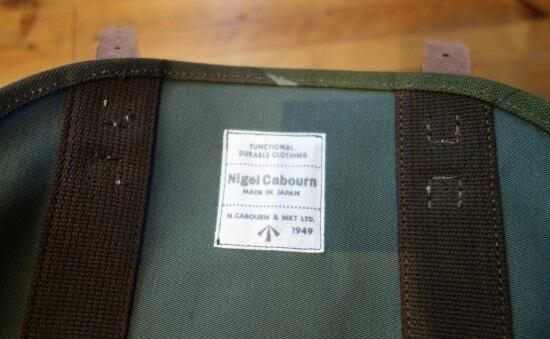 FUNCTIONAL.
DURABLE CLOTHING
Nigel Cabourn
MADE IN JAPAN
N.CABOURN & MKT LTD.
1949